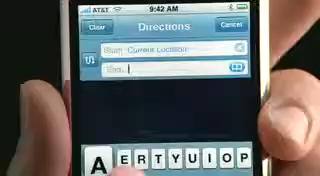 AT&T 9:42 AM
Clear Directions Cancel
Start: Current Location
End:
A E R T Y U I O P